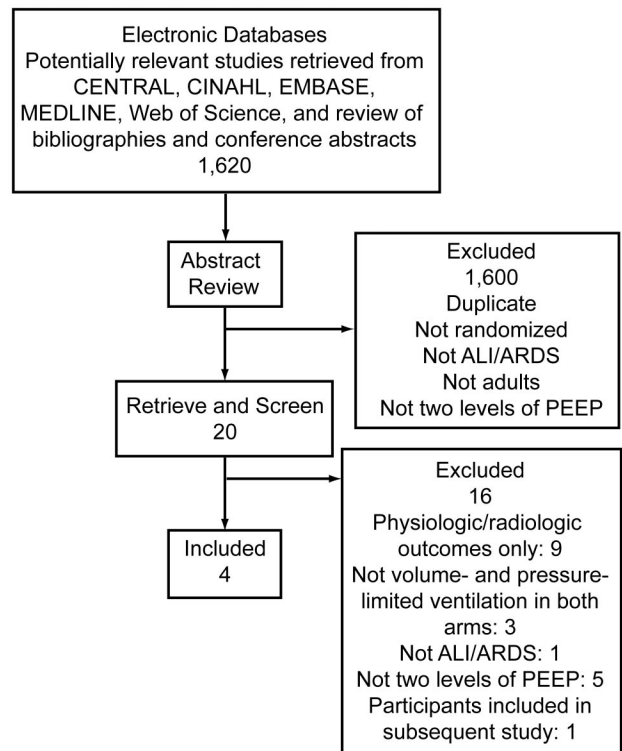 Electronic Databases
Potentially relevant studies retrieved from
CENTRAL, CINAHL, EMBASE,
MEDLINE, Web of Science, and review of
bibliographies and conference abstracts
1,620
Abstract
Review
Excluded
1,600
Duplicate
Not randomized
Not ALI/ARDS
Not adults
Not two levels of PEEP
Retrieve and Screen
20
Excluded
16
Physiologic/radiologic
outcomes only: 9
Not volume- and pressure-
limited ventilation in both
arms: 3
Not ALI/ARDS: 1
Not two levels of PEEP: 5
Participants included in
subsequent study: 1
Included
4